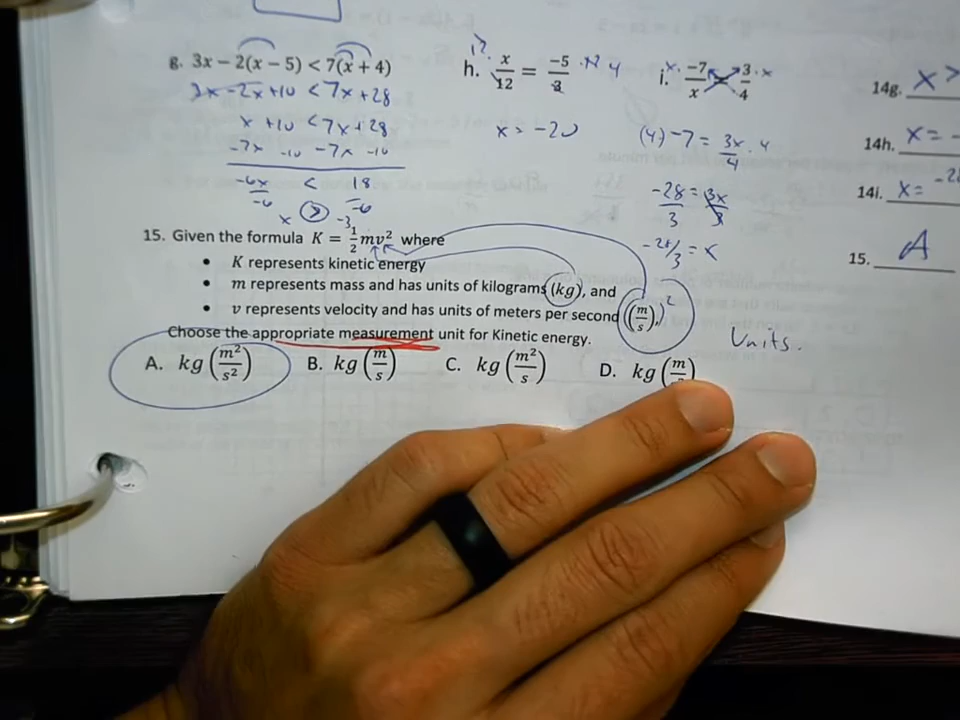 g. 3x − 2(x − 5) < 7(x + 4)
3x −2x +10 < 7x +28
x +10 < 7x +28
−7x −10 −7x −10
−6x < 18
−6 −6
x > −3
h. x/12 = −5/3
x = −20
i. −7/x = 3/4
(4) −7 = 3x/4 · 4
−28/3 = 3x/3
−28/3 = x
14g. x >
14h. x = −
14i. x = −28
15. A
15. Given the formula K = 1/2 mv² where
• K represents kinetic energy
• m represents mass and has units of kilograms (kg), and
• v represents velocity and has units of meters per second (m/s).
Choose the appropriate measurement unit for Kinetic energy.
Units.
A. kg (m²/s²) B. kg (m/s) C. kg (m²/s) D. kg (m